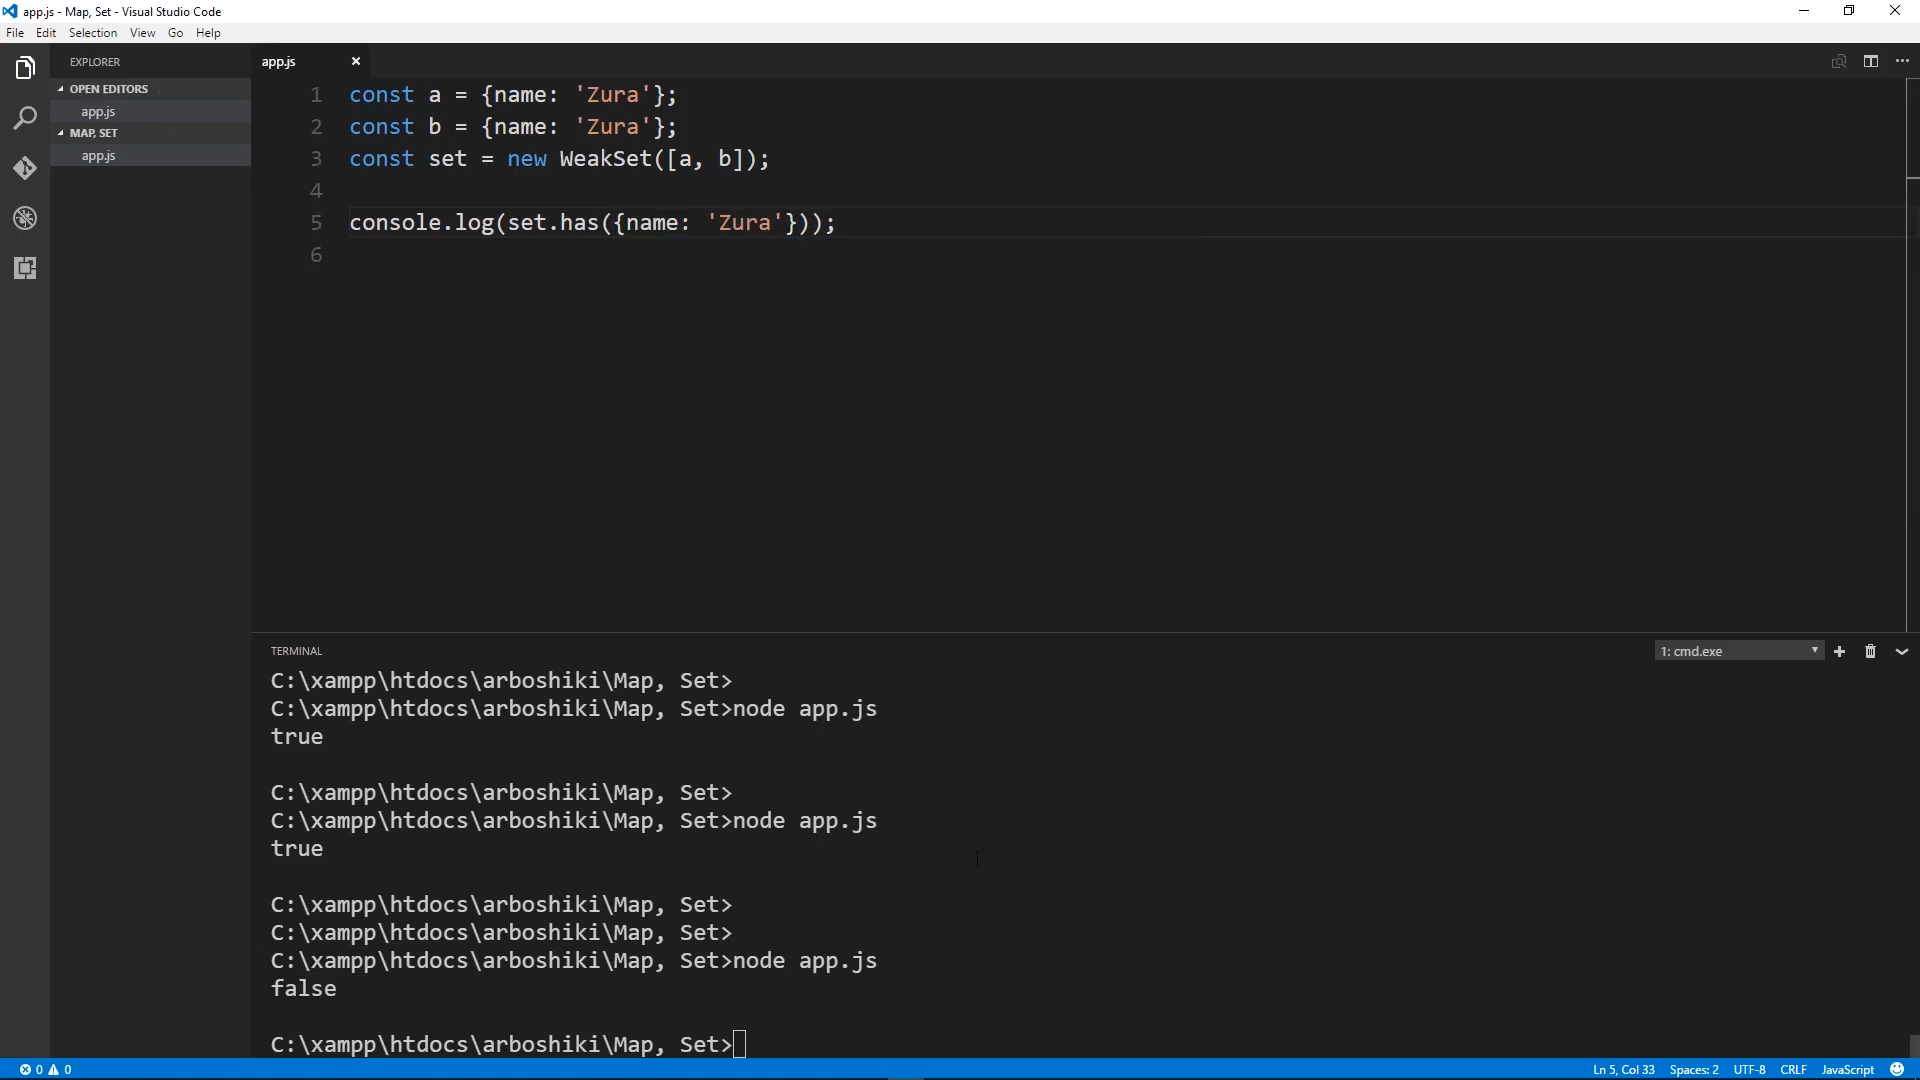 app.js - Map, Set - Visual Studio Code
File Edit Selection View Go Help
EXPLORER
OPEN EDITORS
app.js
MAP, SET
app.js
app.js
1 const a = {name: 'Zura'};
2 const b = {name: 'Zura'};
3 const set = new WeakSet([a, b]);
4
5 console.log(set.has({name: 'Zura'}));
6
TERMINAL
1: cmd.exe
C:\xampp\htdocs\arboshiki\Map, Set>
C:\xampp\htdocs\arboshiki\Map, Set>node app.js
true
C:\xampp\htdocs\arboshiki\Map, Set>
C:\xampp\htdocs\arboshiki\Map, Set>node app.js
true
C:\xampp\htdocs\arboshiki\Map, Set>
C:\xampp\htdocs\arboshiki\Map, Set>
C:\xampp\htdocs\arboshiki\Map, Set>node app.js
false
C:\xampp\htdocs\arboshiki\Map, Set>
0 0 Ln 5, Col 33 Spaces: 2 UTF-8 CRLF JavaScript